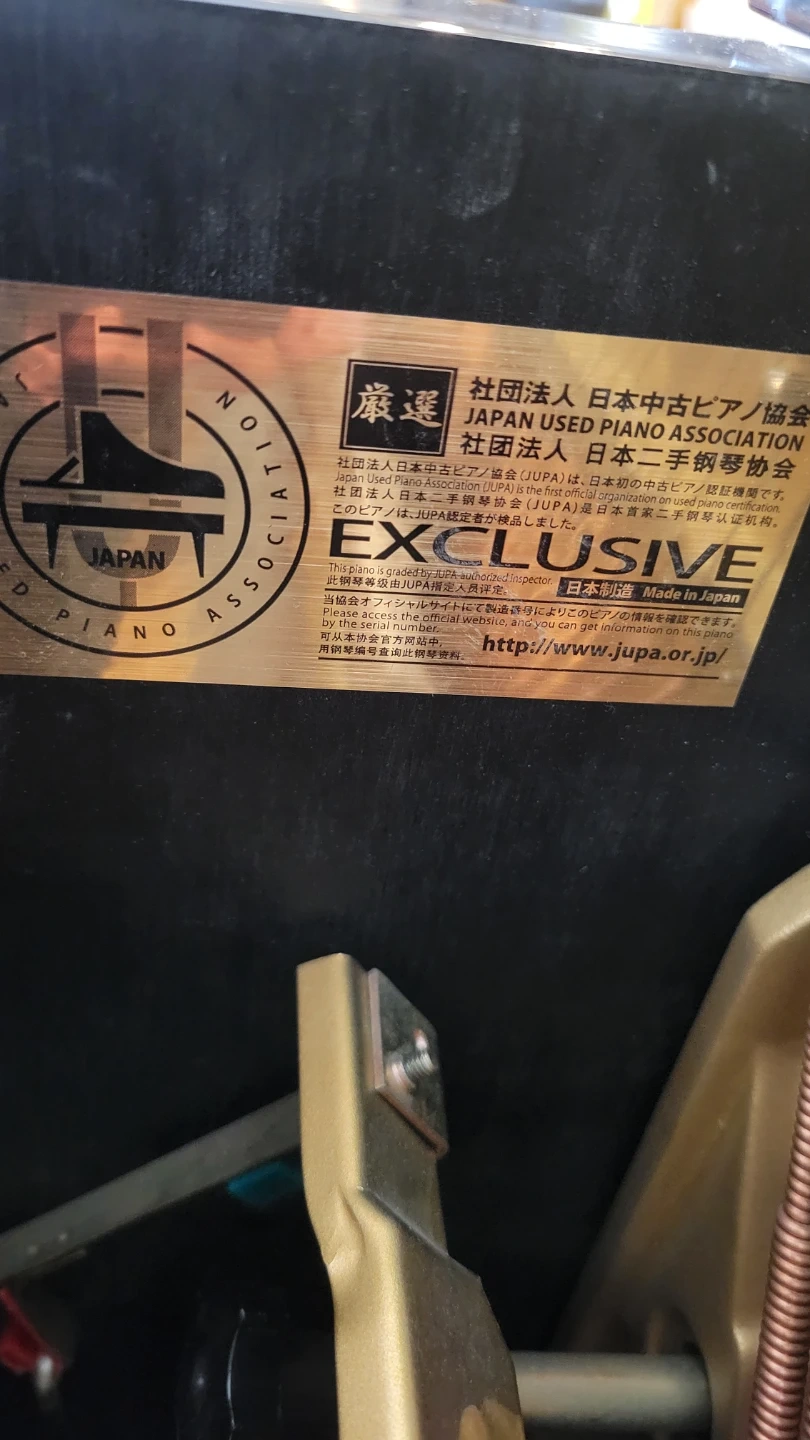 JA
ED PIANO ASSOCIATION
JAPAN
厳選
社団法人 日本中古ピアノ協会
JAPAN USED PIANO ASSOCIATION
社团法人 日本二手钢琴协会
社団法人日本中古ピアノ協会(JUPA)は、日本初の中古ピアノ認証機関です。
Japan Used Piano Association (JUPA) is the first official organization on used piano certification.
社团法人日本二手钢琴协会(JUPA)是日本首家二手钢琴认证机构。
このピアノは、JUPA認定者が検品しました。
EXCLUSIVE
This piano is graded by JUPA authorized Inspector.
此钢琴等级由JUPA指定人员评定。
日本制造 Made in Japan
当協会オフィシャルサイトにて製造番号によりこのピアノの情報を確認できます。
Please access the official website, and you can get information on this piano
by the serial number.
可从本协会官方网站中
用钢琴编号查询此钢琴资料。
http://www.jupa.or.jp/